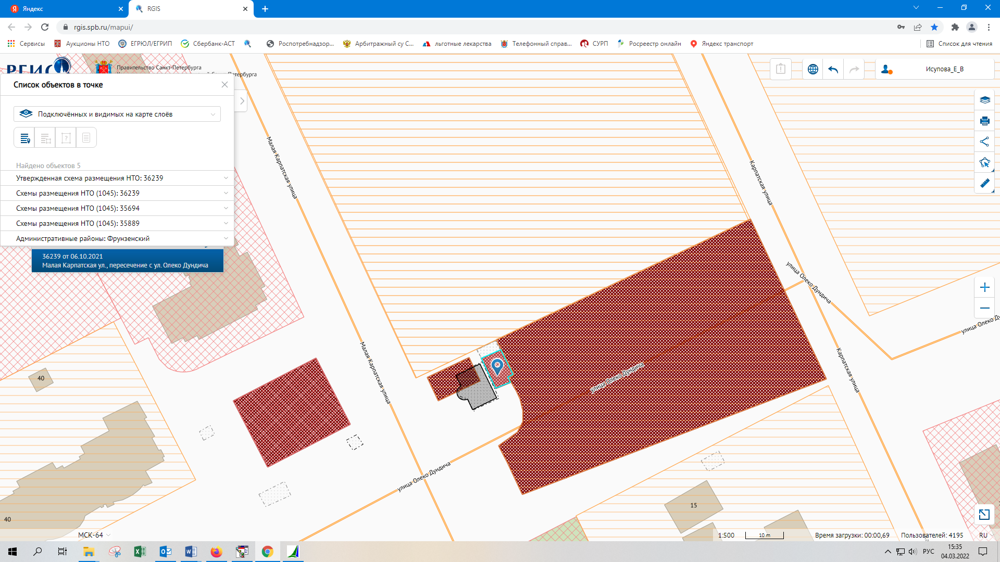 Яндекс
RGIS
rgis.spb.ru/mapui/
Сервисы
Аукционы НТО
ЕГРЮЛ/ЕГРИП
Сбербанк-АСТ
Роспотребнадзор...
Арбитражный су С...
льготные лекарства
Телефонный справ...
СУРП
Росреестр онлайн
Яндекс транспорт
Список для чтения
РГИС
Правительство Санкт-Петербурга
Исупова_Е_В
Список объектов в точке
Подключённых и видимых на карте слоёв
Найдено объектов 5
Утвержденная схема размещения НТО: 36239
Схемы размещения НТО (1045): 36239
Схемы размещения НТО (1045): 35694
Схемы размещения НТО (1045): 35889
Административные районы: Фрунзенский
36239 от 06.10.2021
Малая Карпатская ул., пересечение с ул. Олеко Дундича
Малая Карпатская улица
Карпатская улица
улица Олеко Дундича
улица Олеко Ду
Малая Карпатская улица
Карпатская улица
улица Олеко Дундича
улица Олеко Дундича
40
15
40
МСК-64
1:500
10 m
Время загрузки: 00:00,69
Пользователей: 4195
RU
РУС
15:35
04.03.2022